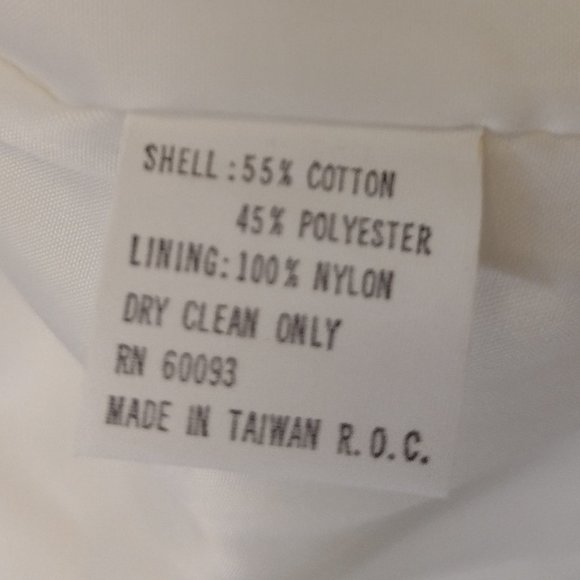 SHELL : 55% COTTON
45% POLYESTER
LINING: 100% NYLON
DRY CLEAN ONLY
RN 60093
MADE IN TAIWAN R.O.C.